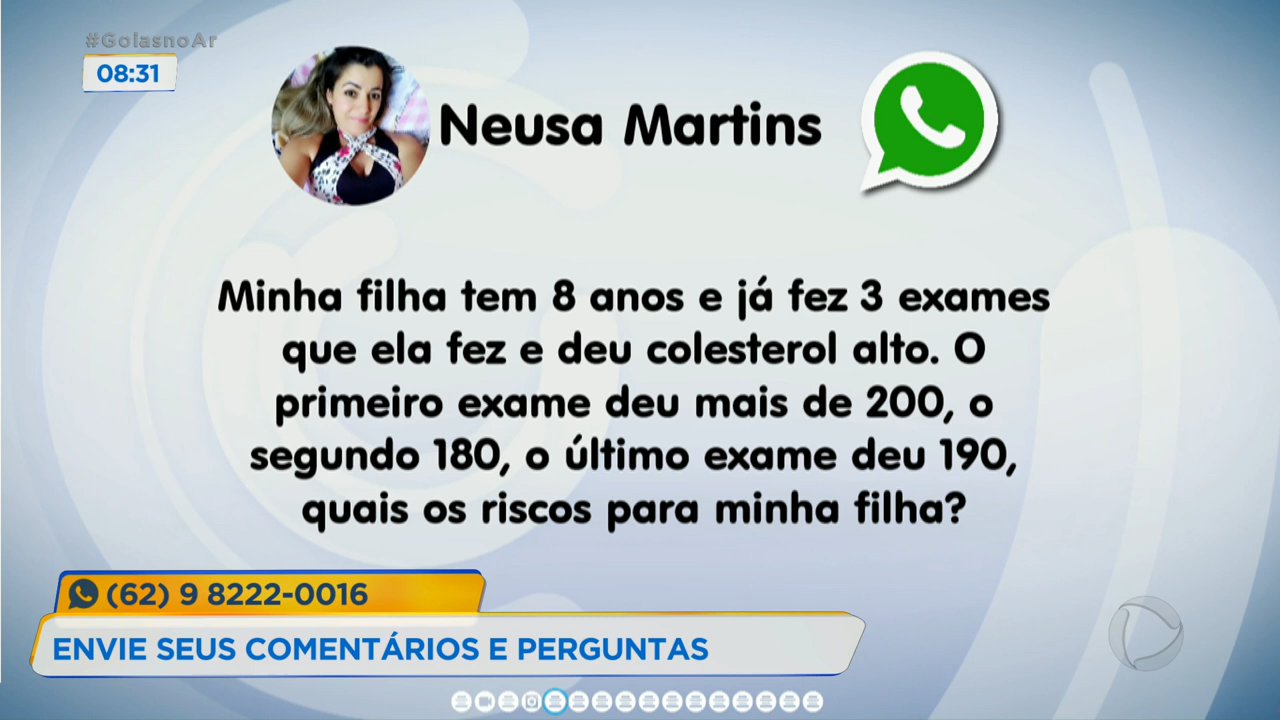 #GoIasnoAr
08:31
Neusa Martins
Minha filha tem 8 anos e já fez 3 exames
que ela fez e deu colesterol alto. O
primeiro exame deu mais de 200, o
segundo 180, o último exame deu 190,
quais os riscos para minha filha?
(62) 9 8222-0016
ENVIE SEUS COMENTÁRIOS E PERGUNTAS